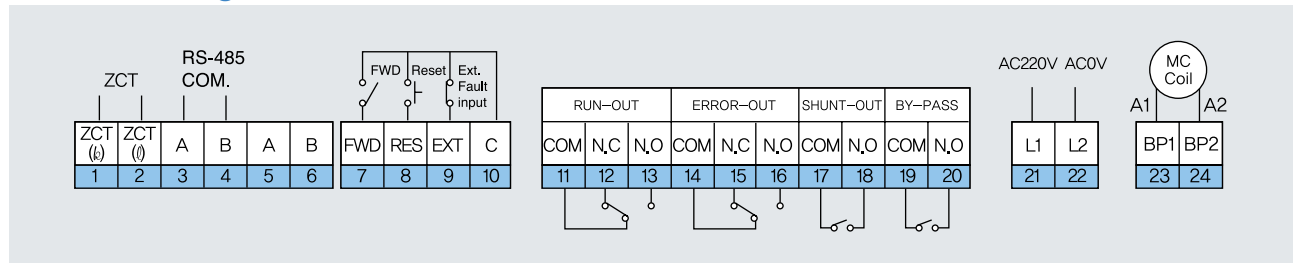 RS-485
ZCT COM.
FWD Reset Ext.
Fault
input
AC220V AC0V
MC
Coil
A1 A2
RUN-OUT ERROR-OUT SHUNT-OUT BY-PASS
ZCT (k) ZCT (l) A B A B
FWD RES EXT C
COM N.C N.O COM N.C N.O COM N.O COM N.O
L1 L2
BP1 BP2
1 2 3 4 5 6
7 8 9 10
11 12 13 14 15 16 17 18 19 20
21 22
23 24